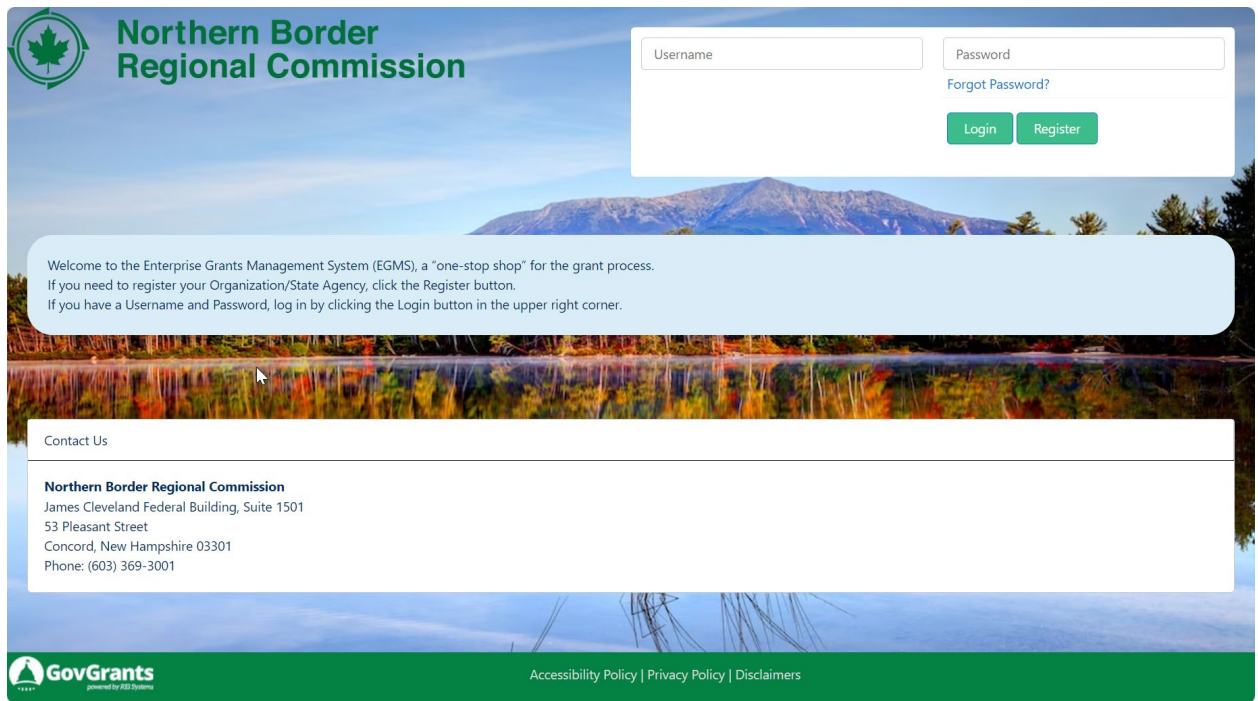 Northern Border
Regional Commission
Username
Password
Forgot Password?
Login
Register
Welcome to the Enterprise Grants Management System (EGMS), a “one-stop shop” for the grant process.
If you need to register your Organization/State Agency, click the Register button.
If you have a Username and Password, log in by clicking the Login button in the upper right corner.
Contact Us
Northern Border Regional Commission
James Cleveland Federal Building, Suite 1501
53 Pleasant Street
Concord, New Hampshire 03301
Phone: (603) 369-3001
GovGrants
powered by REI Systems
Accessibility Policy | Privacy Policy | Disclaimers